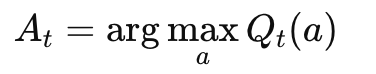 $A_t = \arg\max_a Q_t(a)$